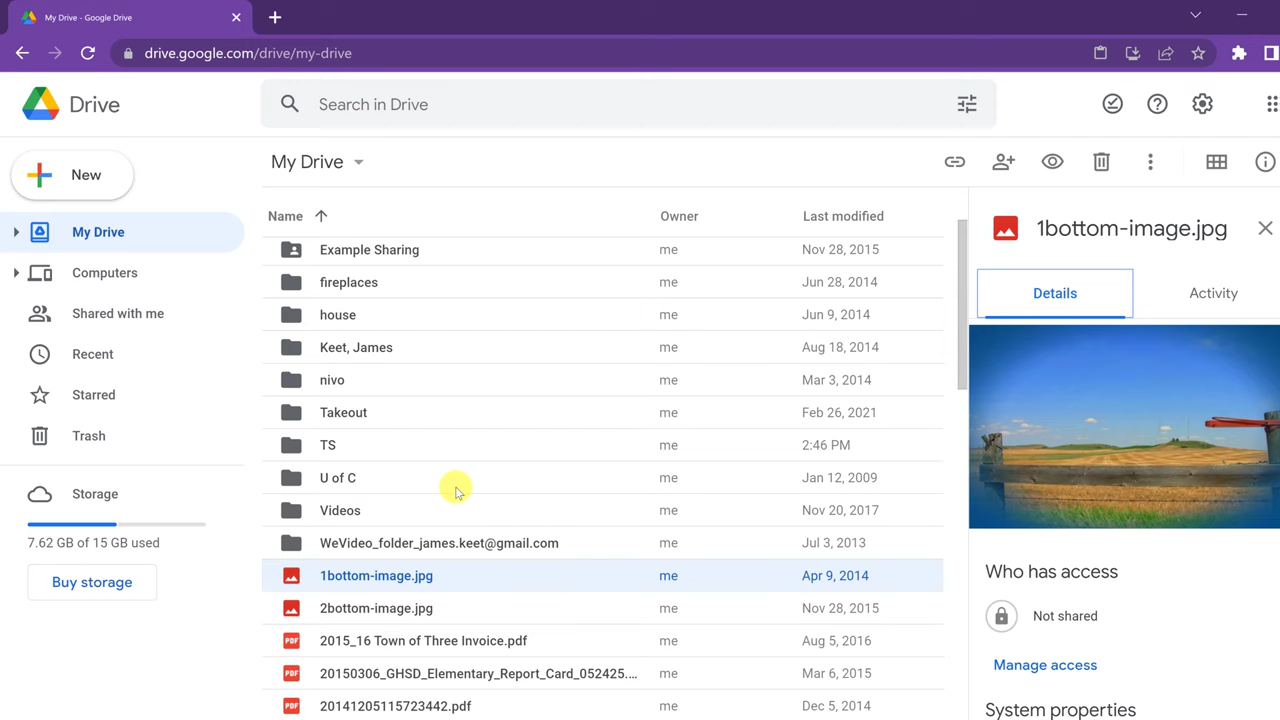 My Drive - Google Drive
drive.google.com/drive/my-drive
Drive
Search in Drive
New
My Drive
Computers
Shared with me
Recent
Starred
Trash
Storage
7.62 GB of 15 GB used
Buy storage
My Drive
Name Owner Last modified
Example Sharing me Nov 28, 2015
fireplaces me Jun 28, 2014
house me Jun 9, 2014
Keet, James me Aug 18, 2014
nivo me Mar 3, 2014
Takeout me Feb 26, 2021
TS me 2:46 PM
U of C me Jan 12, 2009
Videos me Nov 20, 2017
WeVideo_folder_james.keet@gmail.com me Jul 3, 2013
1bottom-image.jpg me Apr 9, 2014
2bottom-image.jpg me Nov 28, 2015
PDF 2015_16 Town of Three Invoice.pdf me Aug 5, 2016
PDF 20150306_GHSD_Elementary_Report_Card_052425.... me Mar 6, 2015
PDF 20141205115723442.pdf me Dec 5, 2014
1bottom-image.jpg
Details Activity
Who has access
Not shared
Manage access
System properties